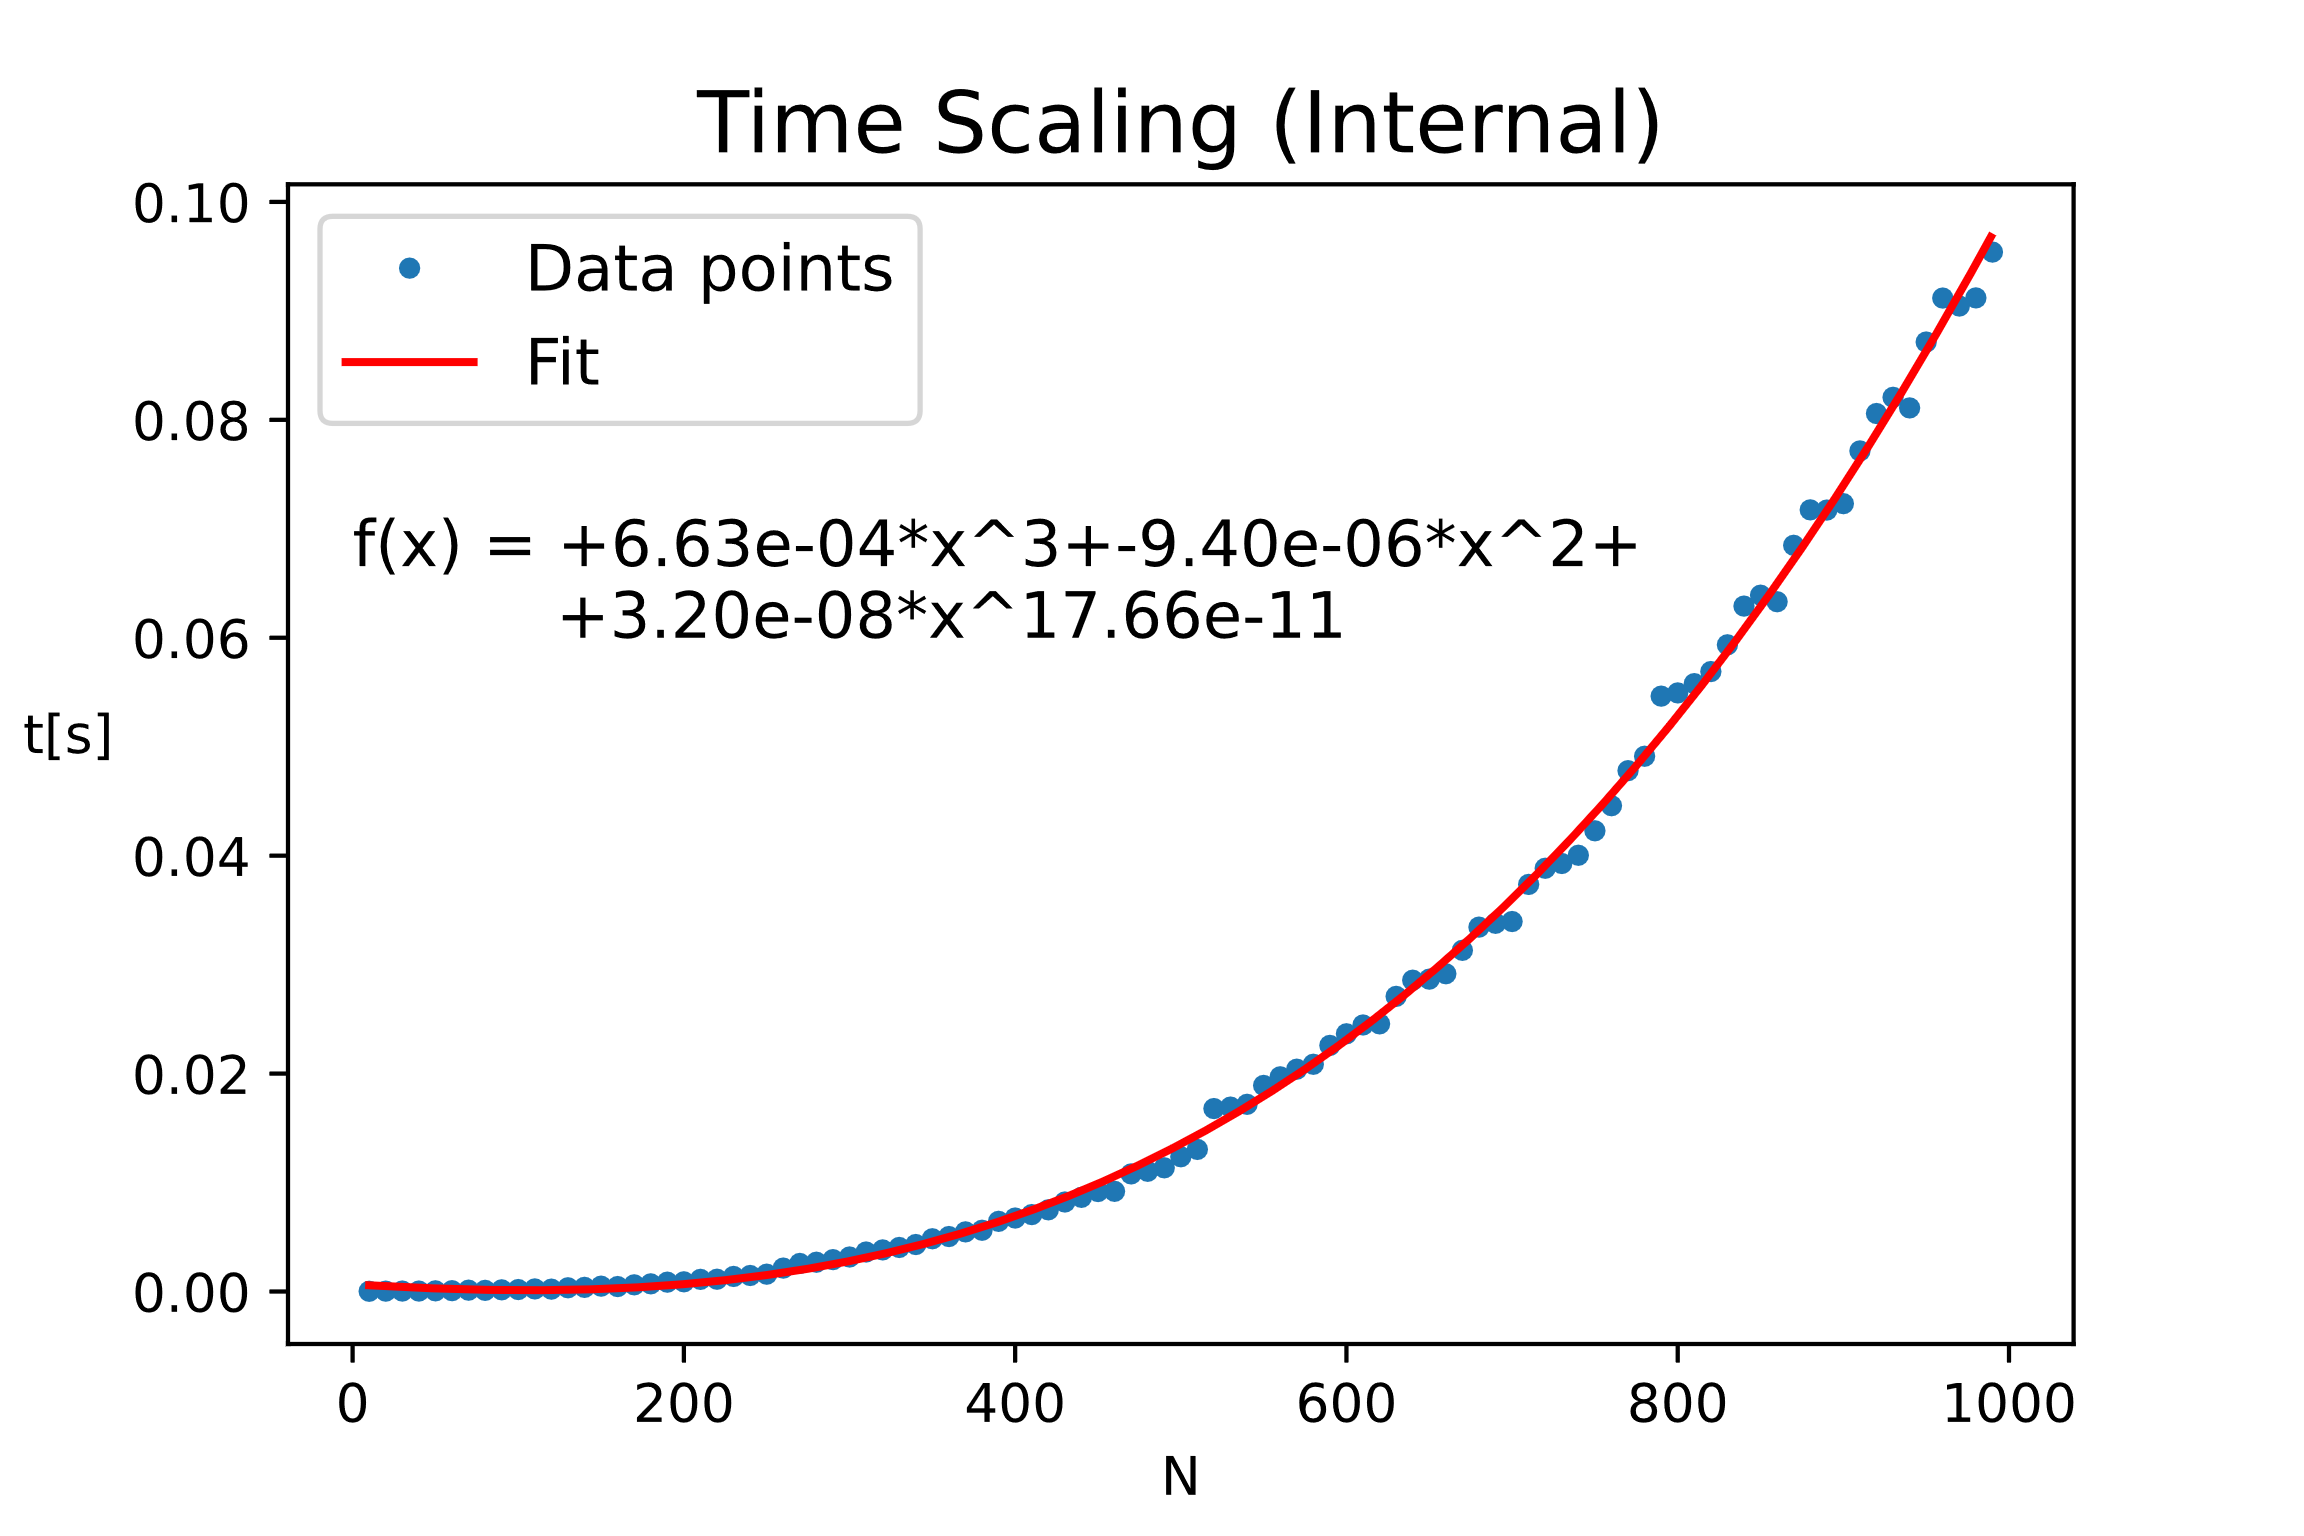 Time Scaling (Internal)
0.10
Data points
Fit
0.08
f(x) = +6.63e-04*x^3+-9.40e-06*x^2+
+3.20e-08*x^17.66e-11
0.06
t[s]
0.04
0.02
0.00
0 200 400 600 800 1000
N